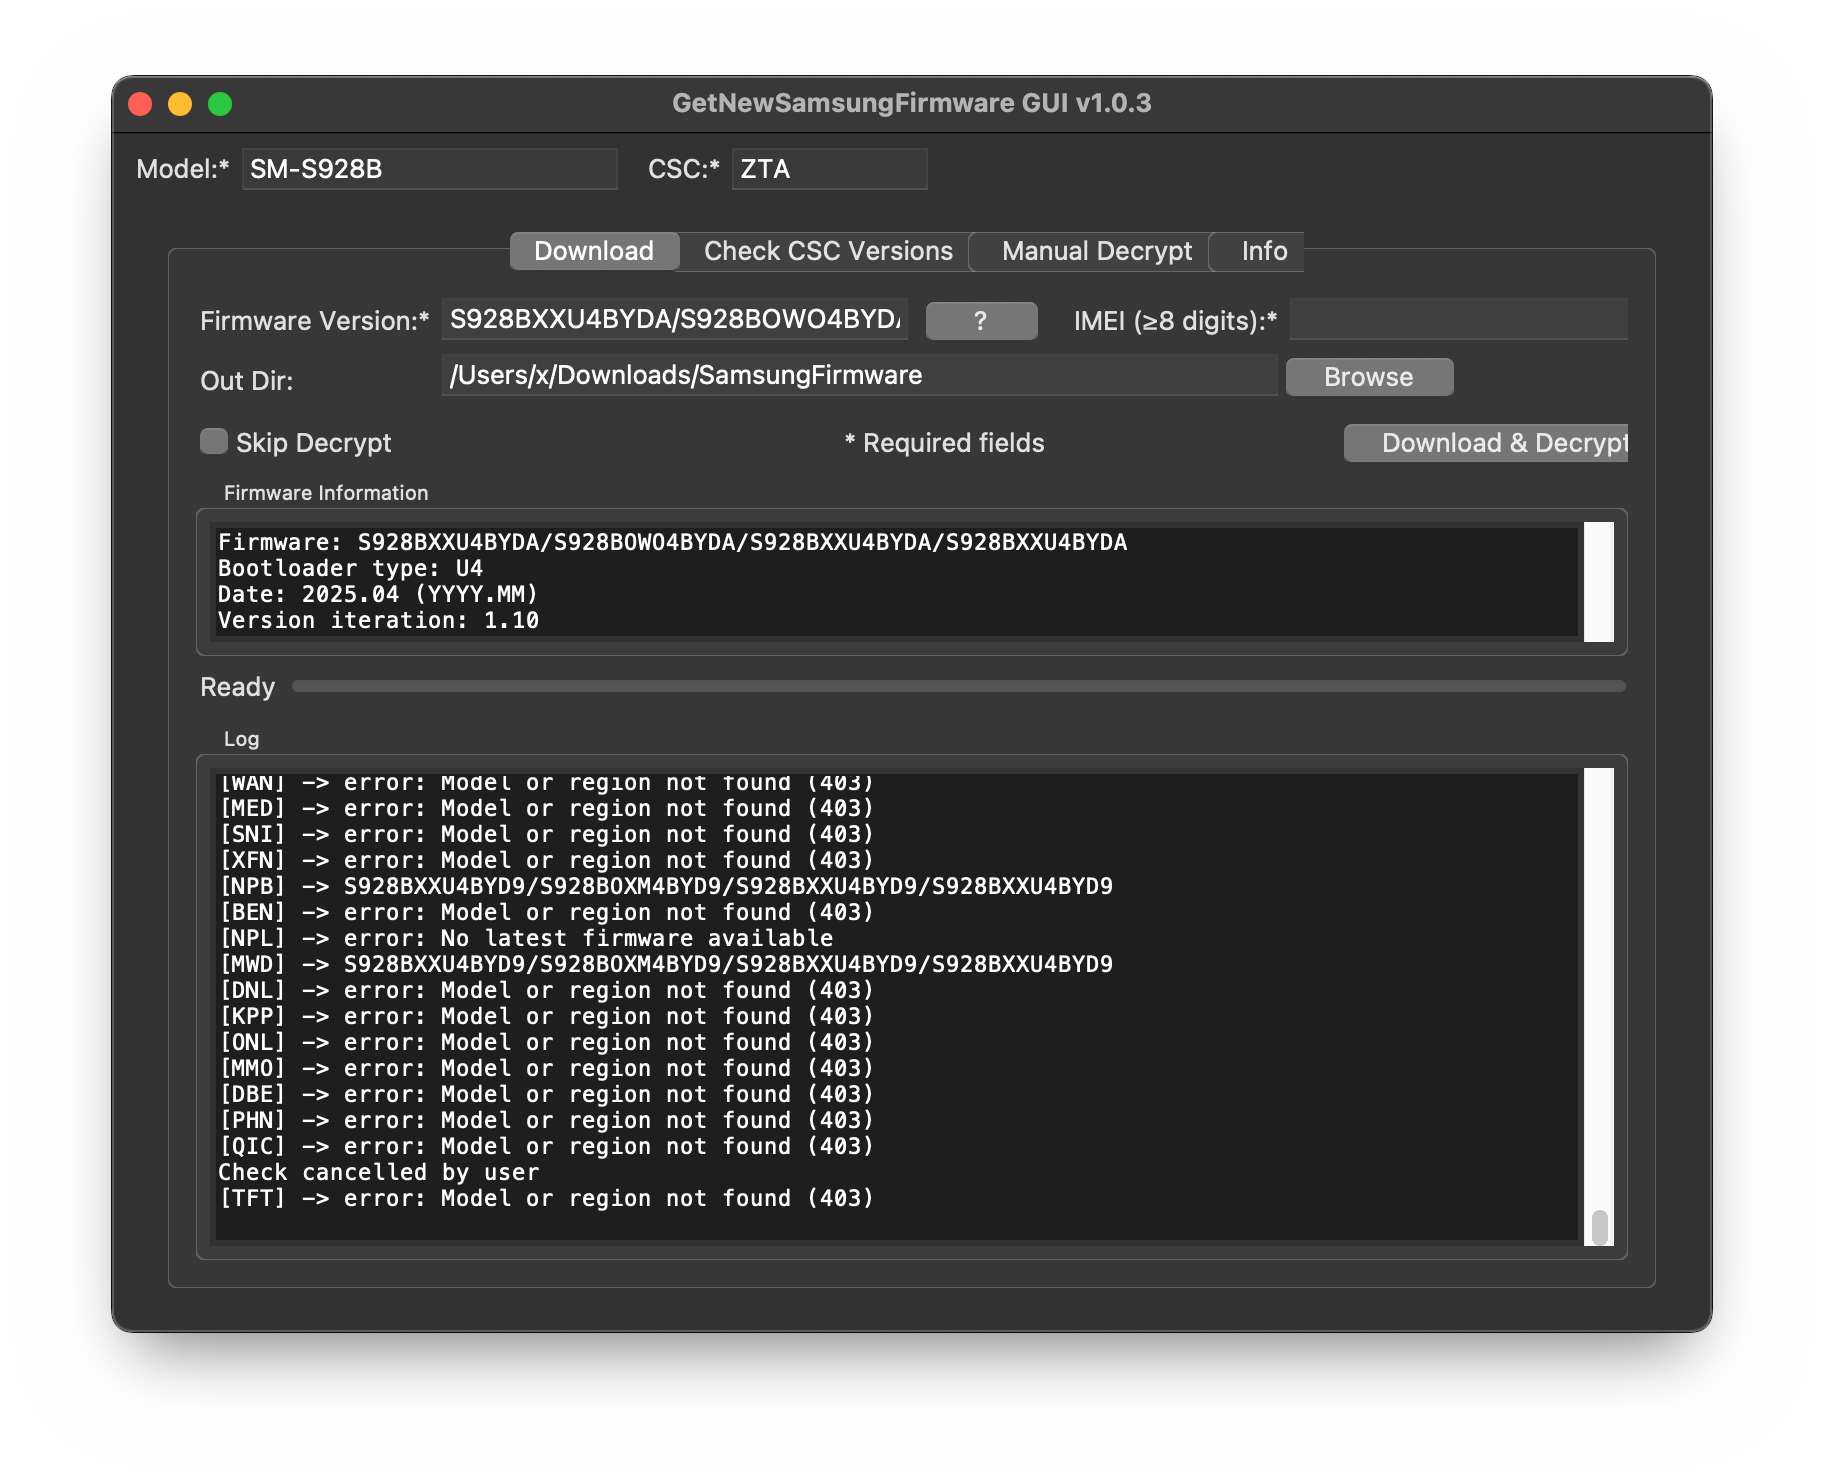 GetNewSamsungFirmware GUI v1.0.3
Model:* SM-S928B CSC:* ZTA
Download Check CSC Versions Manual Decrypt Info
Firmware Version:* S928BXXU4BYDA/S928BOWO4BYDA ? IMEI (≥8 digits):*
Out Dir: /Users/x/Downloads/SamsungFirmware Browse
Skip Decrypt * Required fields Download & Decrypt
Firmware Information
Firmware: S928BXXU4BYDA/S928BOWO4BYDA/S928BXXU4BYDA/S928BXXU4BYDA
Bootloader type: U4
Date: 2025.04 (YYYY.MM)
Version iteration: 1.10
Ready
Log
[WAN] -> error: Model or region not found (403)
[MED] -> error: Model or region not found (403)
[SNI] -> error: Model or region not found (403)
[XFN] -> error: Model or region not found (403)
[NPB] -> S928BXXU4BYD9/S928BOXM4BYD9/S928BXXU4BYD9/S928BXXU4BYD9
[BEN] -> error: Model or region not found (403)
[NPL] -> error: No latest firmware available
[MWD] -> S928BXXU4BYD9/S928BOXM4BYD9/S928BXXU4BYD9/S928BXXU4BYD9
[DNL] -> error: Model or region not found (403)
[KPP] -> error: Model or region not found (403)
[ONL] -> error: Model or region not found (403)
[MMO] -> error: Model or region not found (403)
[DBE] -> error: Model or region not found (403)
[PHN] -> error: Model or region not found (403)
[QIC] -> error: Model or region not found (403)
Check cancelled by user
[TFT] -> error: Model or region not found (403)